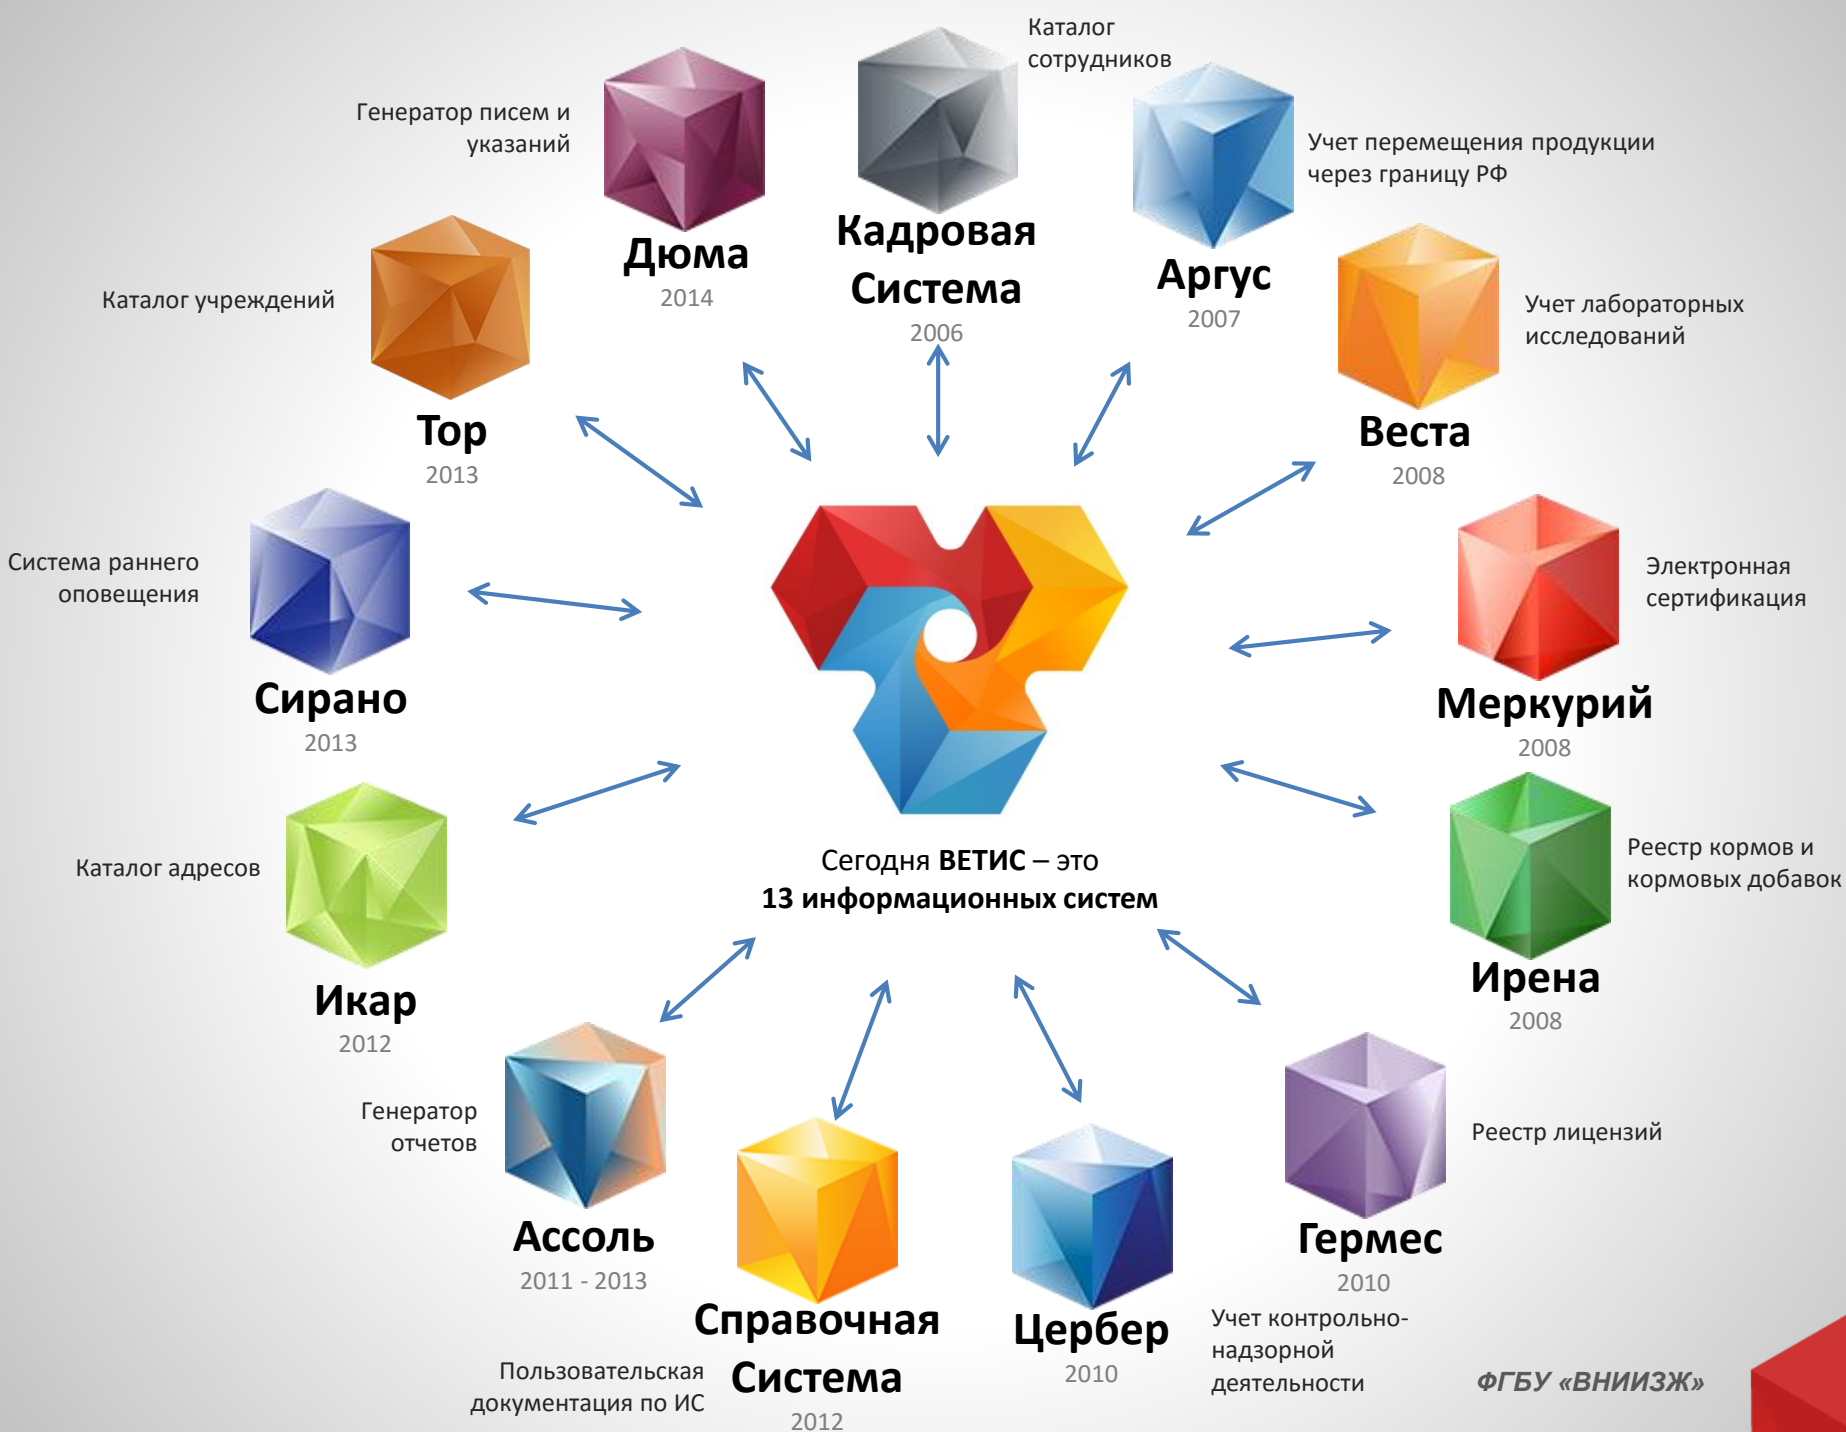 Каталог
сотрудников
Кадровая
Система
2006
Учет перемещения продукции
через границу РФ
Аргус
2007
Учет лабораторных
исследований
Веста
2008
Электронная
сертификация
Меркурий
2008
Реестр кормов и
кормовых добавок
Ирена
2008
Реестр лицензий
Гермес
2010
Учет контрольно-
надзорной
деятельности
Цербер
2010
Справочная
Система
2012
Пользовательская
документация по ИС
Генератор
отчетов
Ассоль
2011 - 2013
Каталог адресов
Икар
2012
Система раннего
оповещения
Сирано
2013
Каталог учреждений
Тор
2013
Генератор писем и
указаний
Дюма
2014
Сегодня ВЕТИС – это
13 информационных систем
ФГБУ «ВНИИЗЖ»